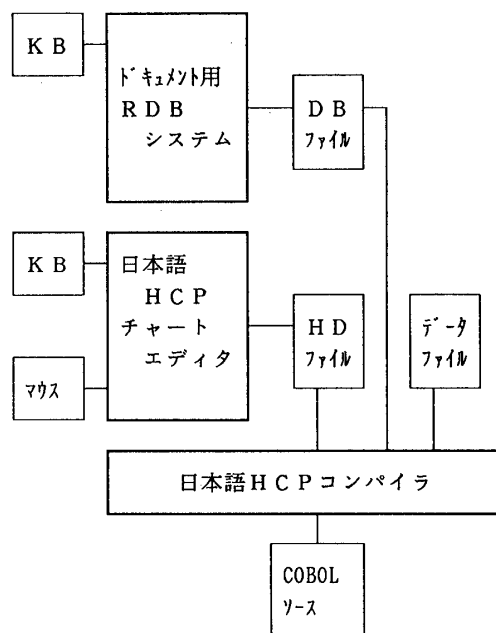 KB
ドキュメント用
RDB
システム
DB
ファイル
KB
日本語
HCP
チャート
エディタ
マウス
HD
ファイル
データ
ファイル
日本語HCPコンパイラ
COBOL
ソース